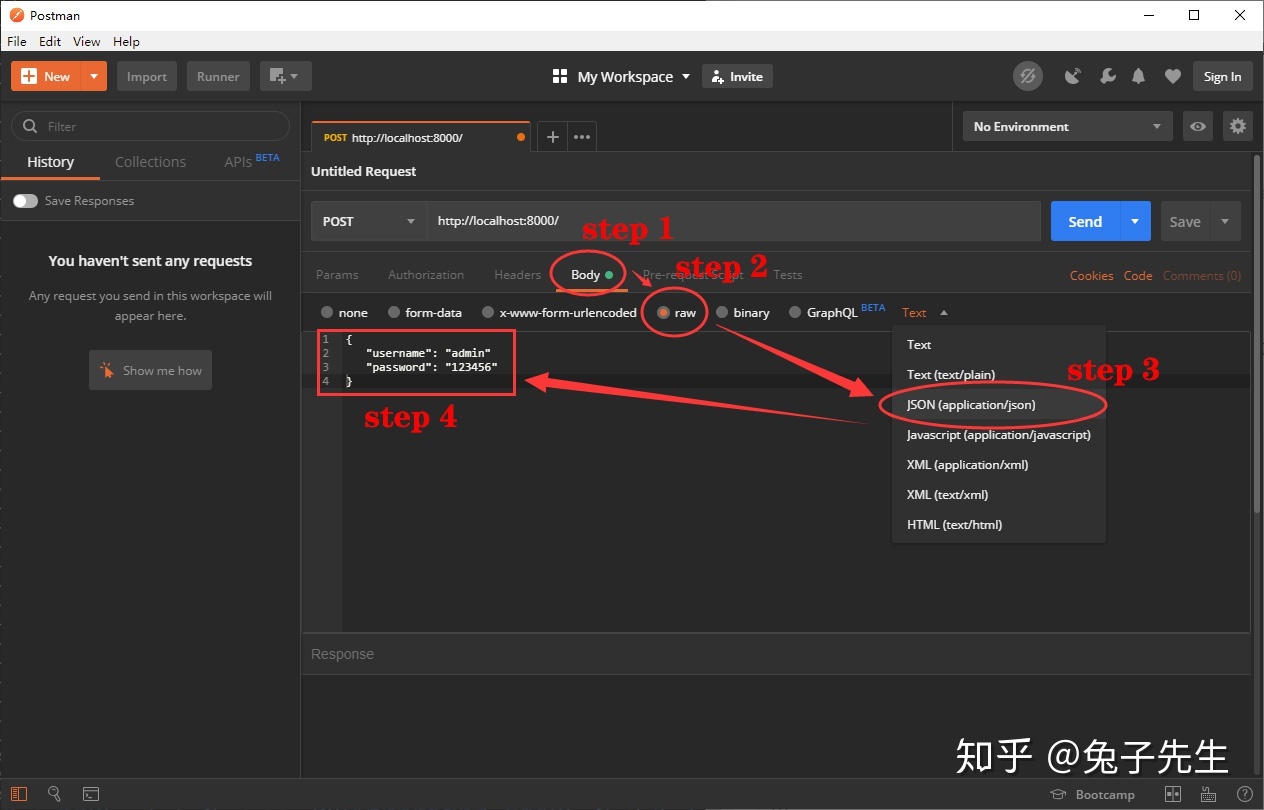 Postman
File Edit View Help
New Import Runner My Workspace Invite Sign In
Filter
History Collections APIs BETA
Save Responses
You haven't sent any requests
Any request you send in this workspace will
appear here.
Show me how
POST http://localhost:8000/
No Environment
Untitled Request
POST http://localhost:8000/ Send Save
step 1
step 2
Params Authorization Headers Body Pre-request Script Tests Cookies Code Comments (0)
none form-data x-www-form-urlencoded raw binary GraphQL BETA Text
1 {
2 "username": "admin"
3 "password": "123456"
4 }
step 4
Text
Text (text/plain)
step 3
JSON (application/json)
Javascript (application/javascript)
XML (application/xml)
XML (text/xml)
HTML (text/html)
Response
知乎 @兔子先生
Bootcamp